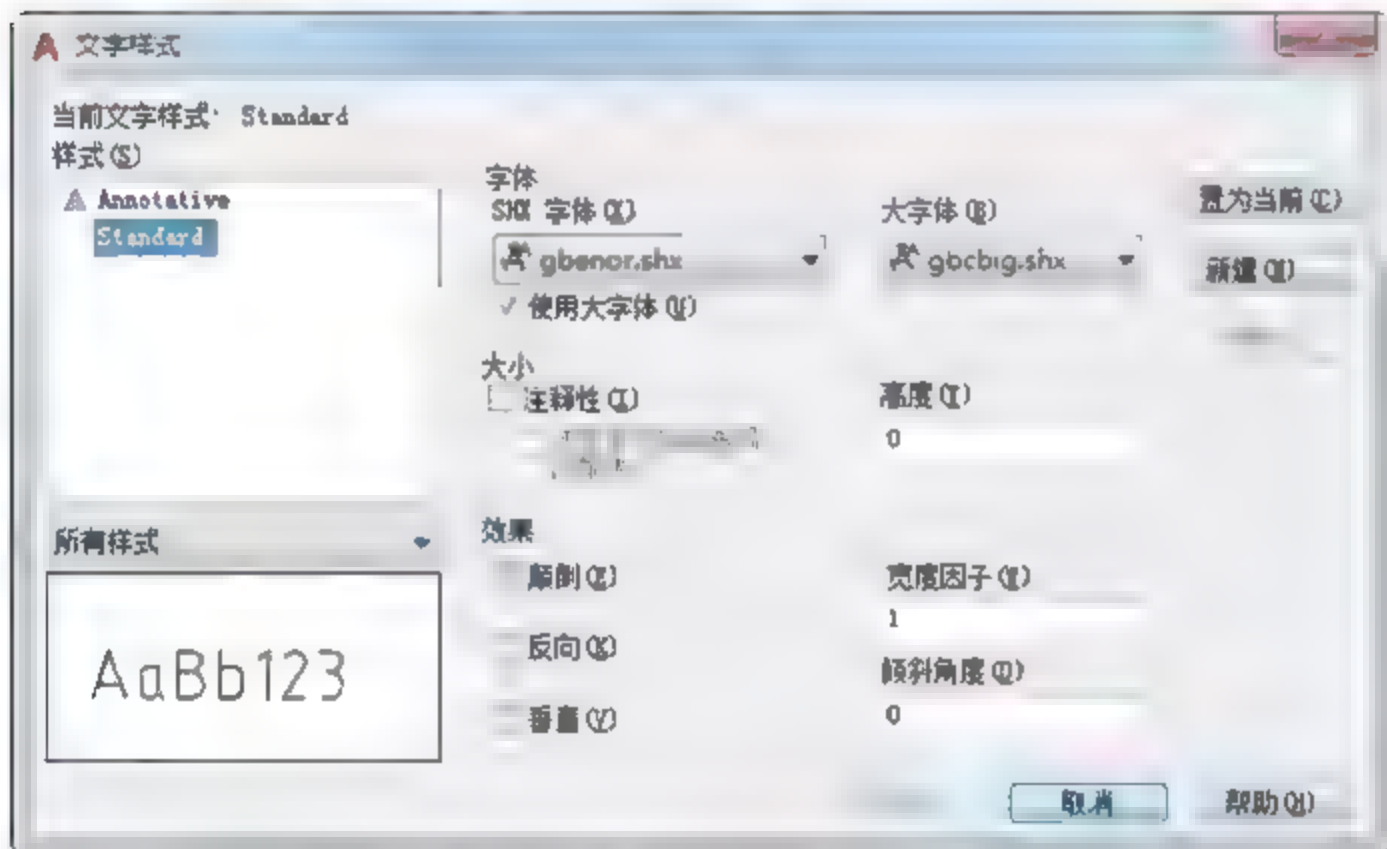 文字样式
当前文字样式: Standard
样式(S)
Annotative
Standard
所有样式
AaBb123
字体
SHX 字体(X)
gbenor.shx
使用大字体(U)
大字体(B)
gbcbig.shx
大小
注释性(I)
高度(T)
0
效果
颠倒(E)
反向(K)
垂直(V)
宽度因子(W)
1
倾斜角度(O)
0
置为当前(C)
新建(N)
取消
帮助(H)